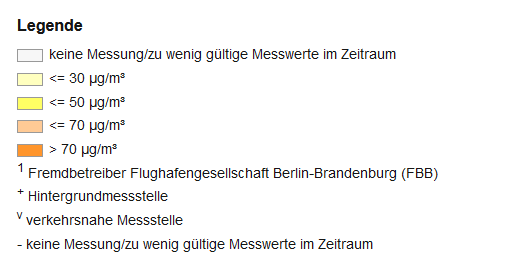 Legende
keine Messung/zu wenig gültige Messwerte im Zeitraum
<= 30 µg/m³
<= 50 µg/m³
<= 70 µg/m³
> 70 µg/m³
1 Fremdbetreiber Flughafengesellschaft Berlin-Brandenburg (FBB)
+ Hintergrundmessstelle
v verkehrsnahe Messstelle
- keine Messung/zu wenig gültige Messwerte im Zeitraum